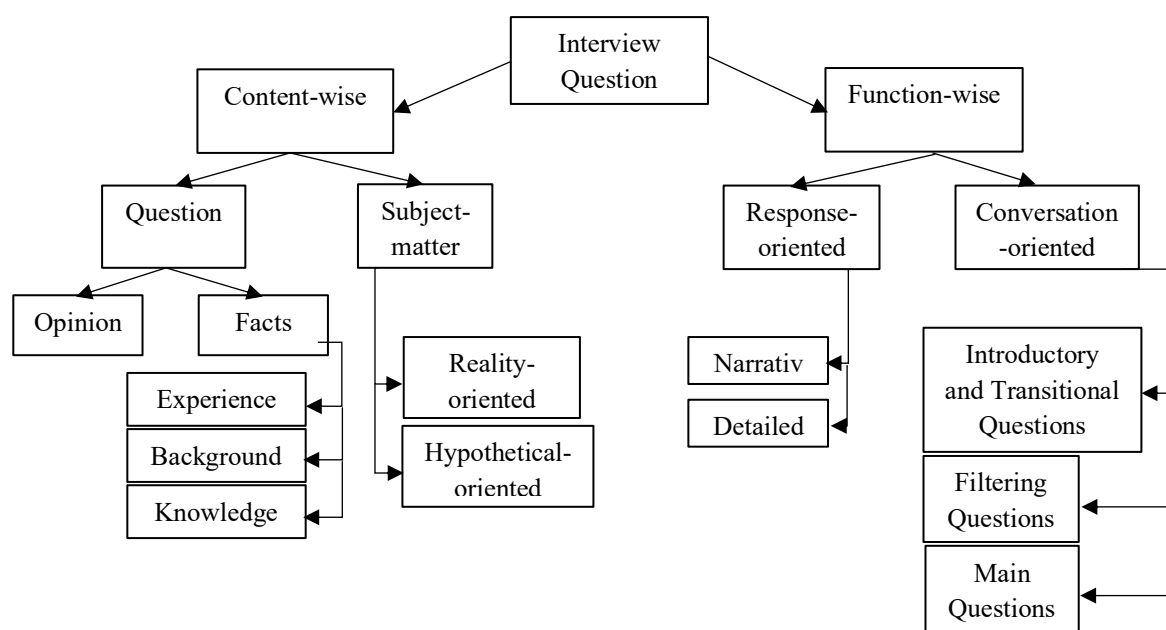 Interview
Question
Content-wise
Function-wise
Question
Subject-
matter
Response-
oriented
Conversation
-oriented
Opinion
Facts
Experience
Background
Knowledge
Reality-
oriented
Hypothetical-
oriented
Narrativ
Detailed
Introductory
and Transitional
Questions
Filtering
Questions
Main
Questions